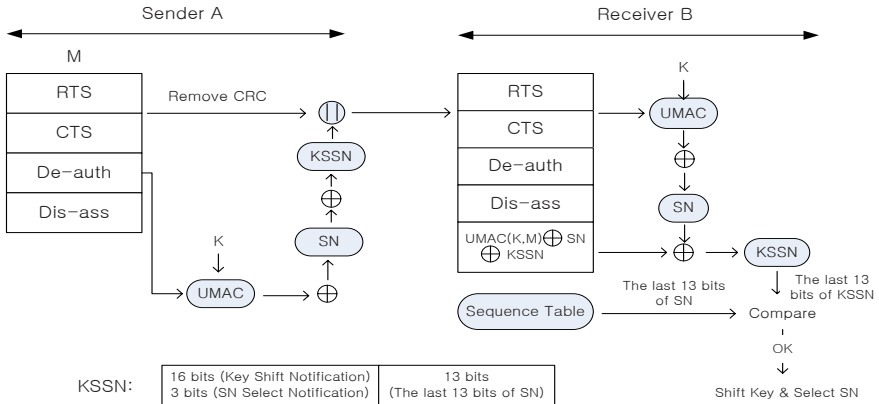 Sender A
Receiver B
M
RTS
CTS
De-auth
Dis-ass
Remove CRC
||
KSSN
SN
K
UMAC
RTS
CTS
De-auth
Dis-ass
UMAC(K,M)⊕ SN
⊕ KSSN
K
UMAC
SN
KSSN
Sequence Table
The last 13 bits
of SN
The last 13
bits of KSSN
Compare
OK
Shift Key & Select SN
KSSN:
16 bits (Key Shift Notification)
3 bits (SN Select Notification)
13 bits
(The last 13 bits of SN)